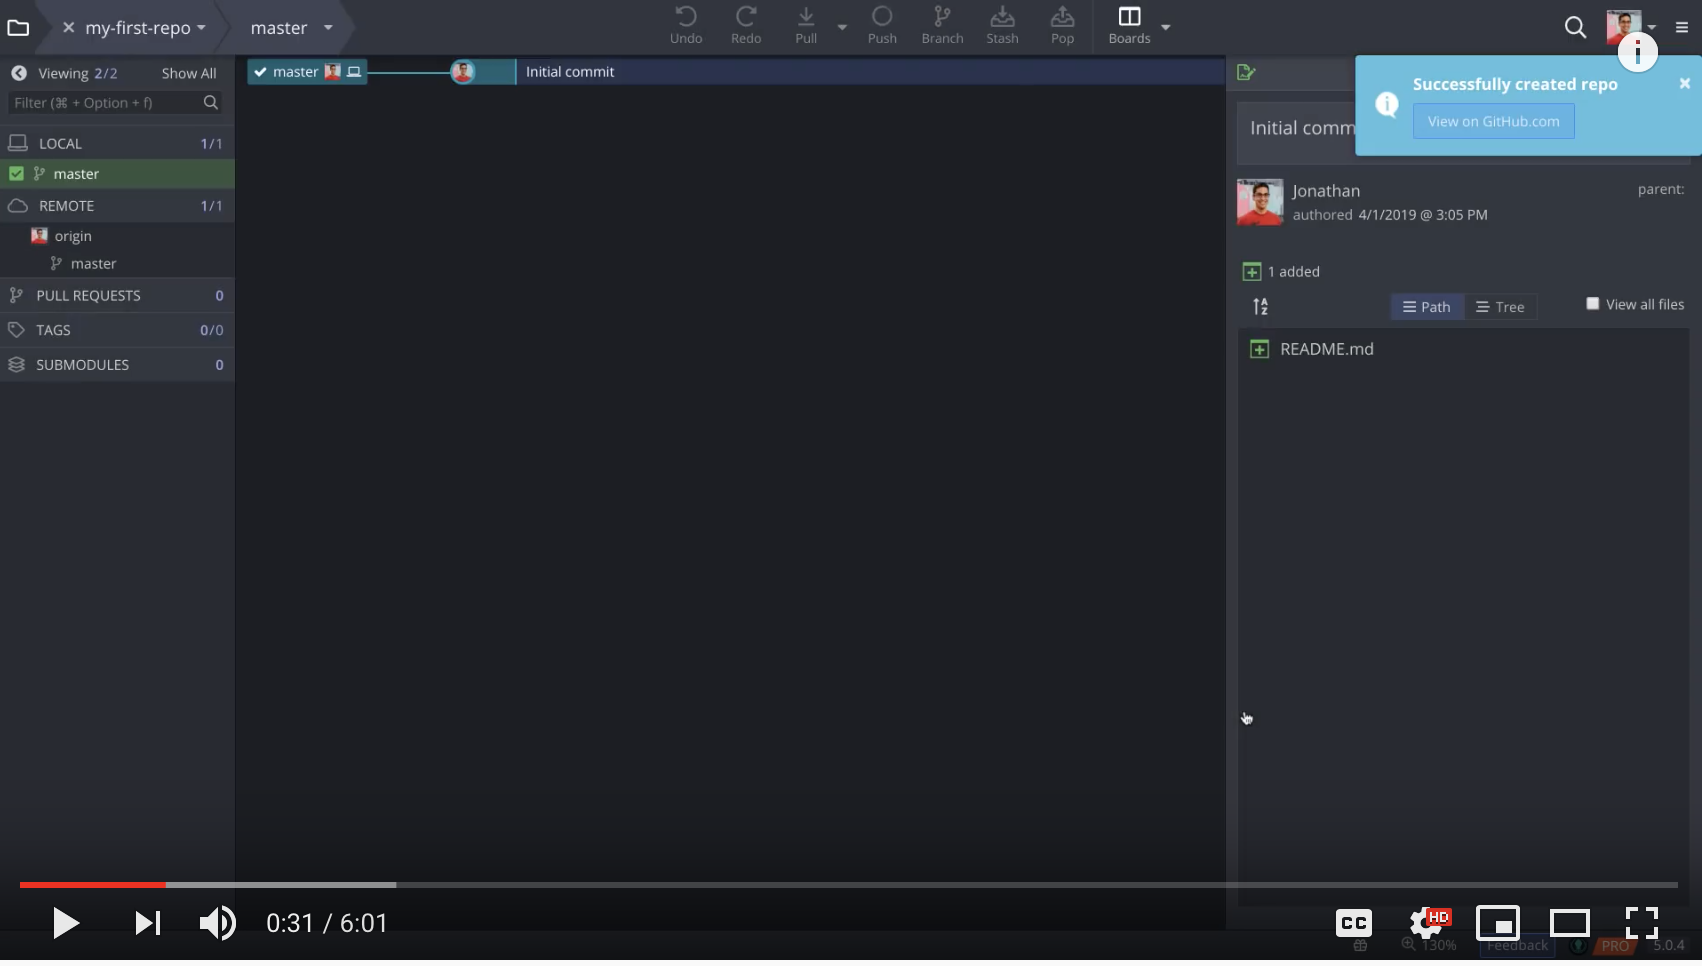 my-first-repo
master
Undo
Redo
Pull
Push
Branch
Stash
Pop
Boards
Viewing 2/2
Show All
Filter (⌘ + Option + f)
LOCAL 1/1
master
REMOTE 1/1
origin
master
PULL REQUESTS 0
TAGS 0/0
SUBMODULES 0
master
Initial commit
Successfully created repo
View on GitHub.com
Initial comm
Jonathan
parent:
authored 4/1/2019 @ 3:05 PM
1 added
Path
Tree
View all files
README.md
0:31 / 6:01
CC
HD
130%
Feedback
PRO
5.0.4